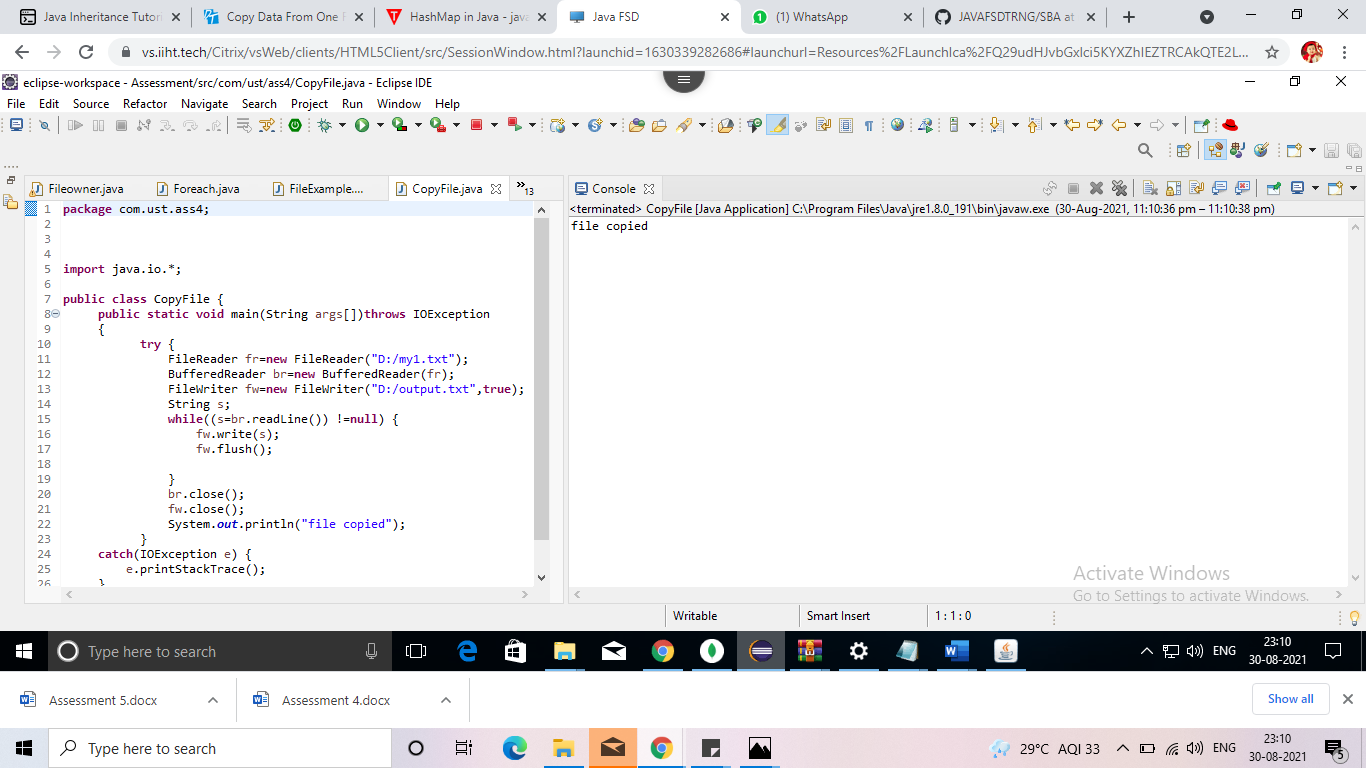 Java Inheritance Tutori
Copy Data From One F
HashMap in Java - java
Java FSD
(1) WhatsApp
JAVAFSDTRNG/SBA at
vs.iiht.tech/Citrix/vsWeb/clients/HTML5Client/src/SessionWindow.html?launchid=1630339282686#launchurl=Resources%2FLaunchIca%2FQ29udHJvbGxlci5KYXZhIEZTRCAkQTE2L...
eclipse-workspace - Assessment/src/com/ust/ass4/CopyFile.java - Eclipse IDE
File Edit Source Refactor Navigate Search Project Run Window Help
Fileowner.java
Foreach.java
FileExample....
CopyFile.java
»13
1 package com.ust.ass4;
2
3
4
5 import java.io.*;
6
7 public class CopyFile {
8 public static void main(String args[])throws IOException
9 {
10 try {
11 FileReader fr=new FileReader("D:/my1.txt");
12 BufferedReader br=new BufferedReader(fr);
13 FileWriter fw=new FileWriter("D:/output.txt",true);
14 String s;
15 while((s=br.readLine()) !=null) {
16 fw.write(s);
17 fw.flush();
18
19 }
20 br.close();
21 fw.close();
22 System.out.println("file copied");
23 }
24 catch(IOException e) {
25 e.printStackTrace();
26 }
Console
<terminated> CopyFile [Java Application] C:\Program Files\Java\jre1.8.0_191\bin\javaw.exe (30-Aug-2021, 11:10:36 pm – 11:10:38 pm)
file copied
Activate Windows
Go to Settings to activate Windows.
Writable
Smart Insert
1 : 1 : 0
Type here to search
ENG
23:10
30-08-2021
Assessment 5.docx
Assessment 4.docx
Show all
Type here to search
29°C AQI 33
ENG
23:10
30-08-2021
5